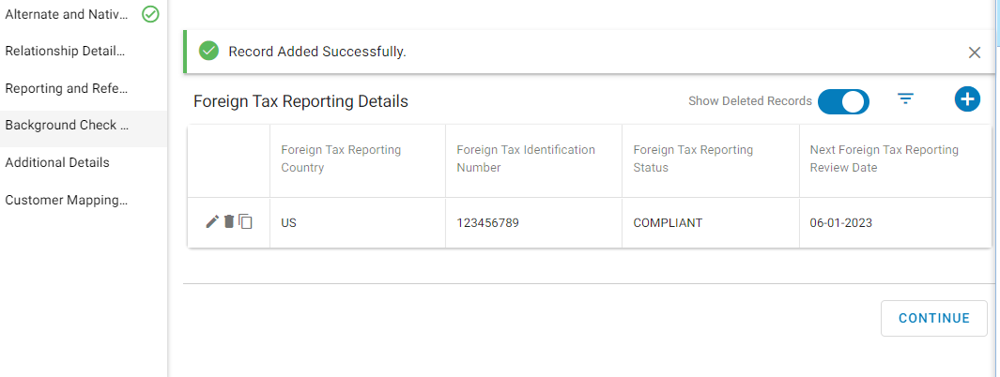 Alternate and Nativ...
Relationship Detail...
Reporting and Refe...
Background Check ...
Additional Details
Customer Mapping...
Record Added Successfully.
Foreign Tax Reporting Details
Show Deleted Records
Foreign Tax Reporting
Country
Foreign Tax Identification
Number
Foreign Tax Reporting
Status
Next Foreign Tax Reporting
Review Date
US
123456789
COMPLIANT
06-01-2023
CONTINUE